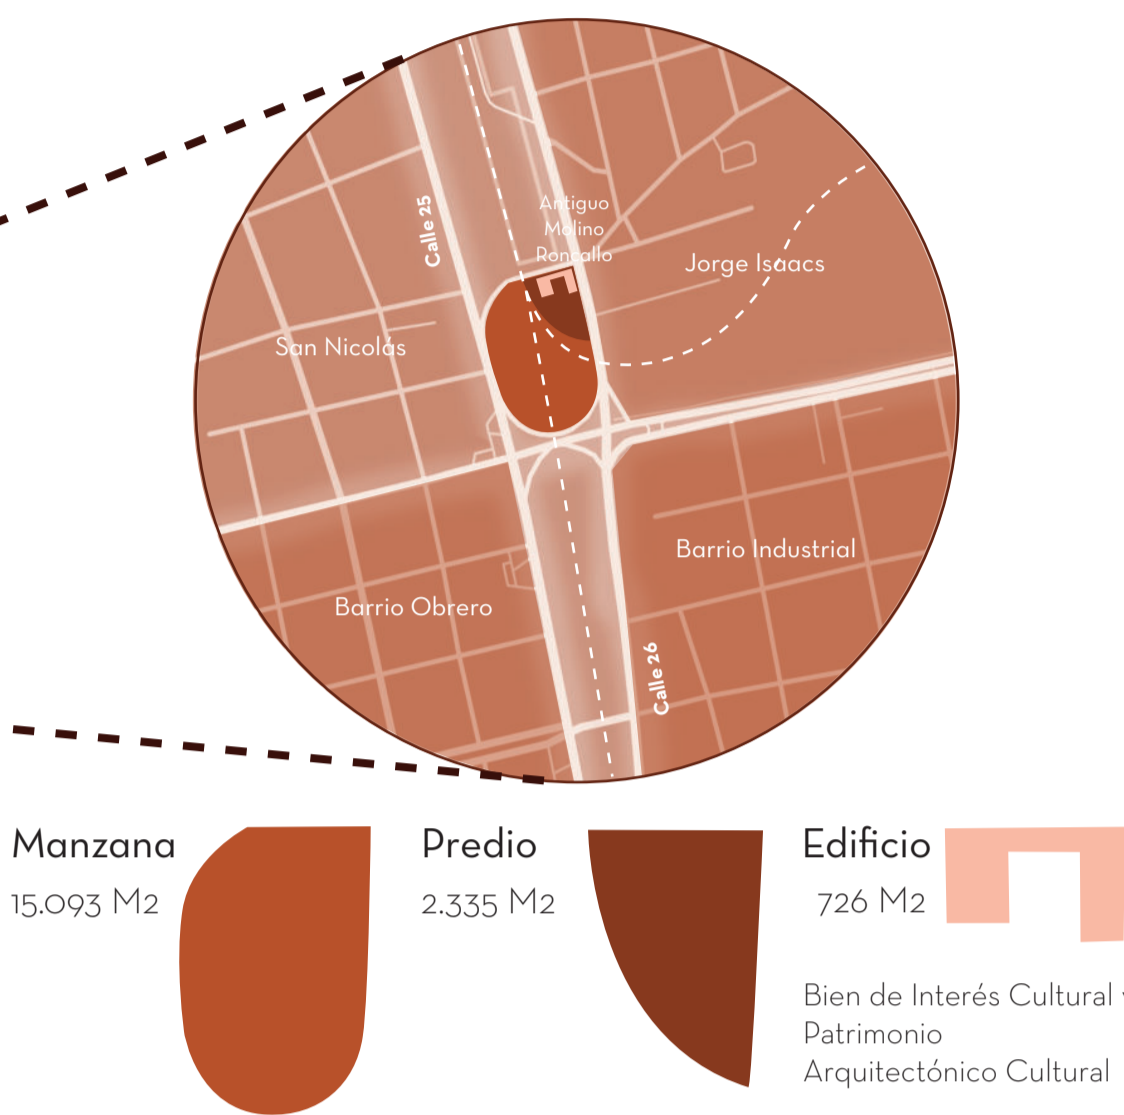 Calle 25
Antiguo
Molino
Roncallo
Jorge Isaacs
San Nicolás
Barrio Industrial
Barrio Obrero
Calle 26
Manzana
15.093 M2
Predio
2.335 M2
Edificio
726 M2
Bien de Interés Cultural
Patrimonio
Arquitectónico Cultural